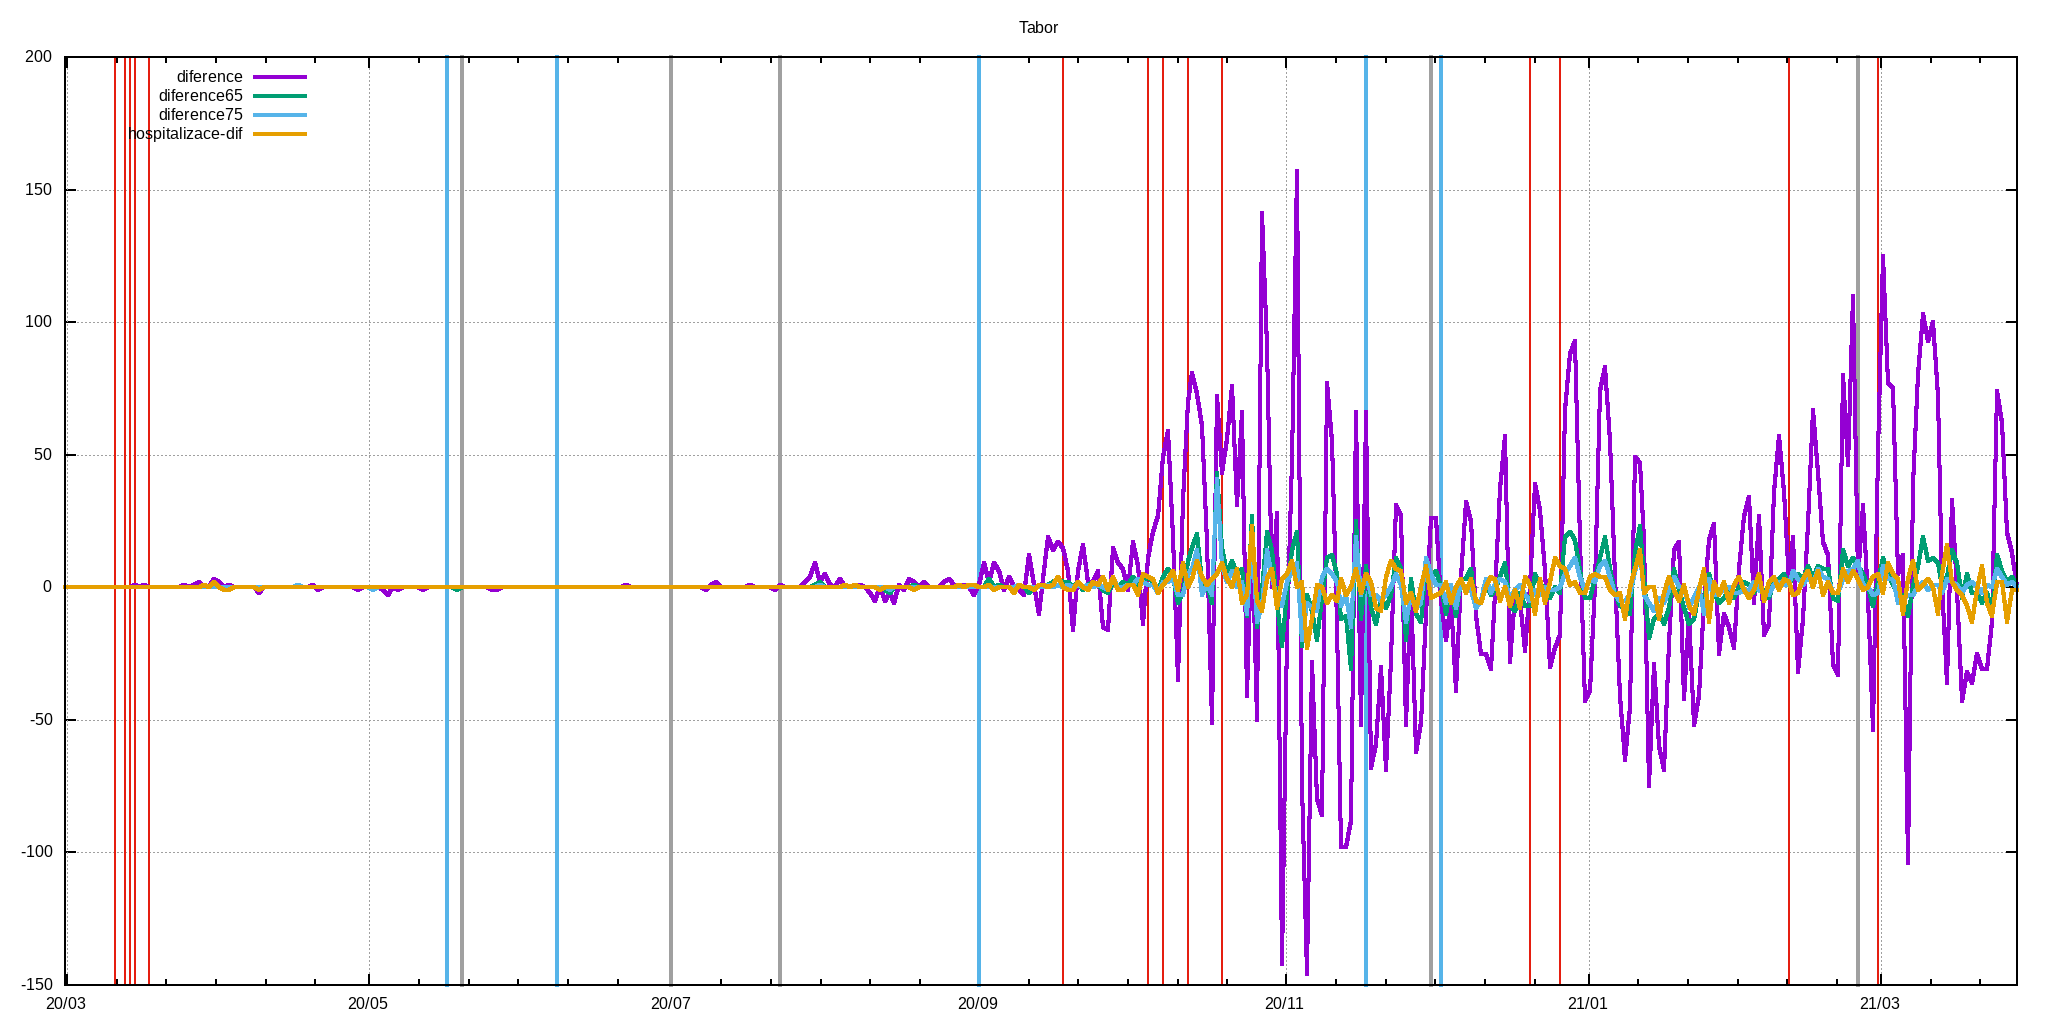 Tabor
200
150
100
50
0
-50
-100
-150
diference
diference65
diference75
hospitalizace-dif
20/03 20/05 20/07 20/09 20/11 21/01 21/03